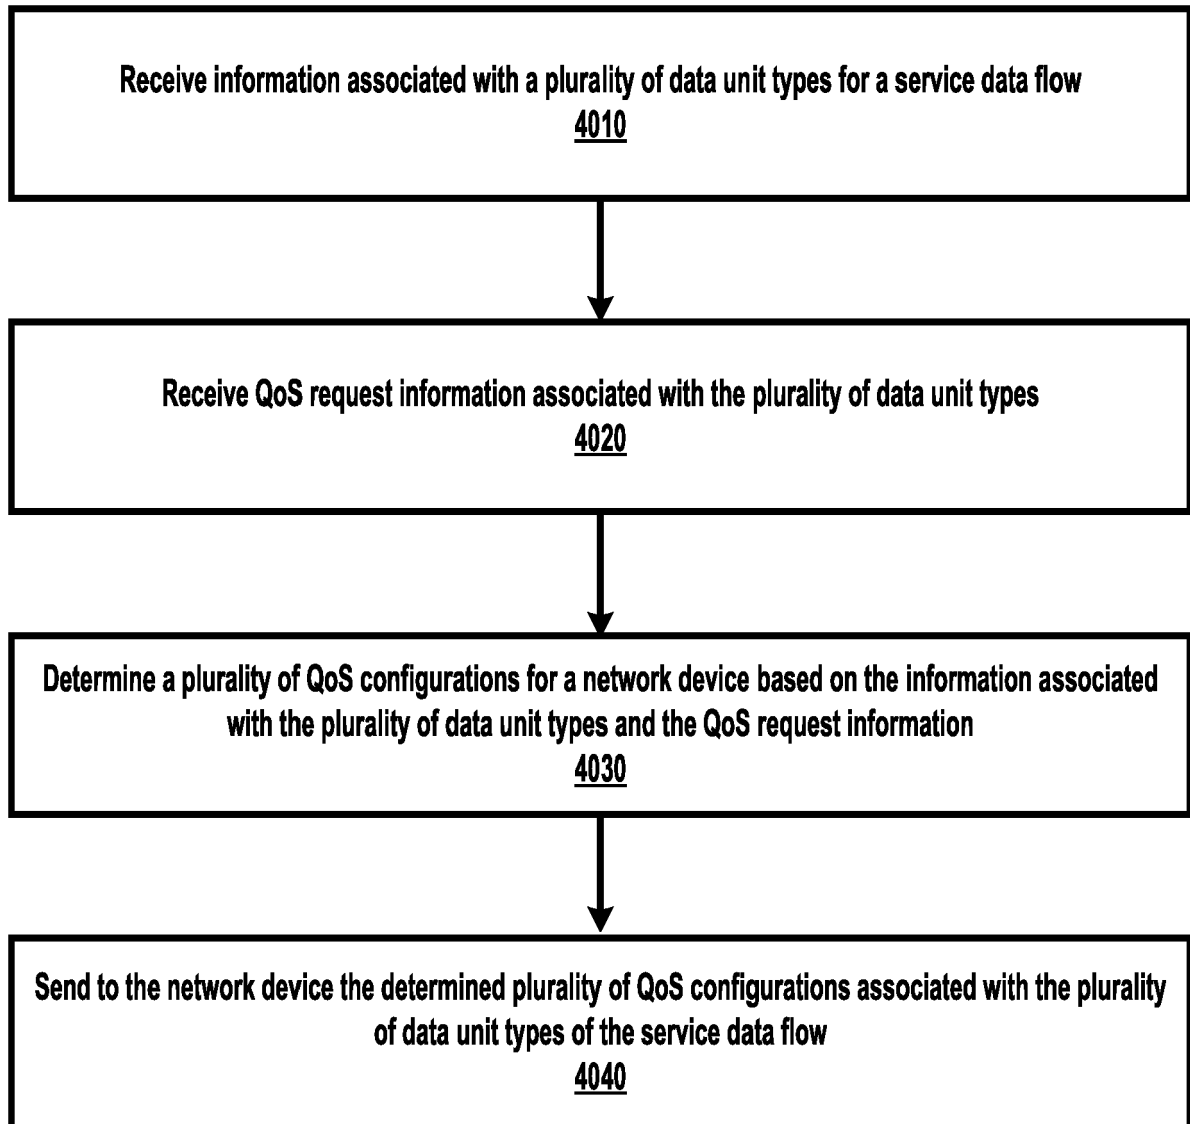 Receive information associated with a plurality of data unit types for a service data flow
4010
Receive QoS request information associated with the plurality of data unit types
4020
Determine a plurality of QoS configurations for a network device based on the information associated
with the plurality of data unit types and the QoS request information
4030
Send to the network device the determined plurality of QoS configurations associated with the plurality
of data unit types of the service data flow
4040